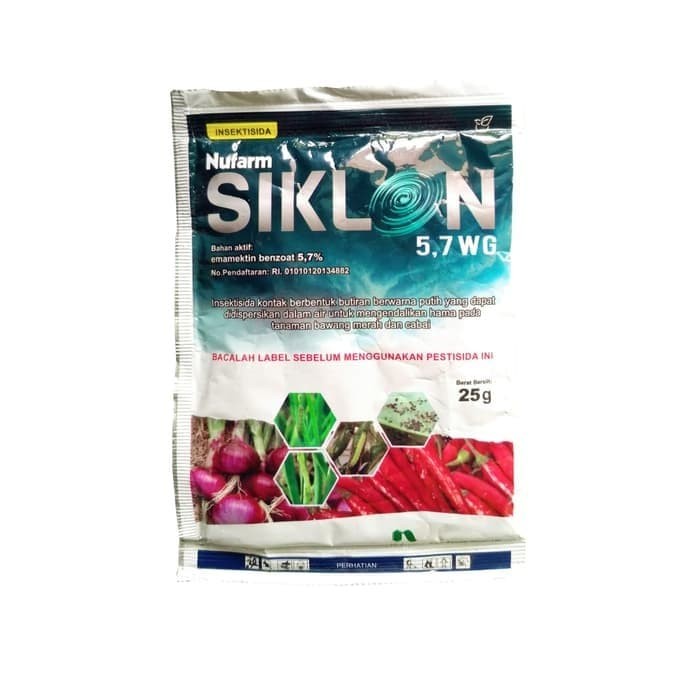 INSEKTISIDA
Nufarm
SIKLON
5,7 WG
Bahan aktif:
emamektin benzoat 5,7%
No.Pendaftaran: RI. 01010120134882
Insektisida kontak berbentuk butiran berwarna putih yang dapat
didispersikan dalam air untuk mengendalikan hama pada
tanaman bawang merah dan cabai
BACALAH LABEL SEBELUM MENGGUNAKAN PESTISIDA INI
Berat Bersih:
25g
PERHATIAN